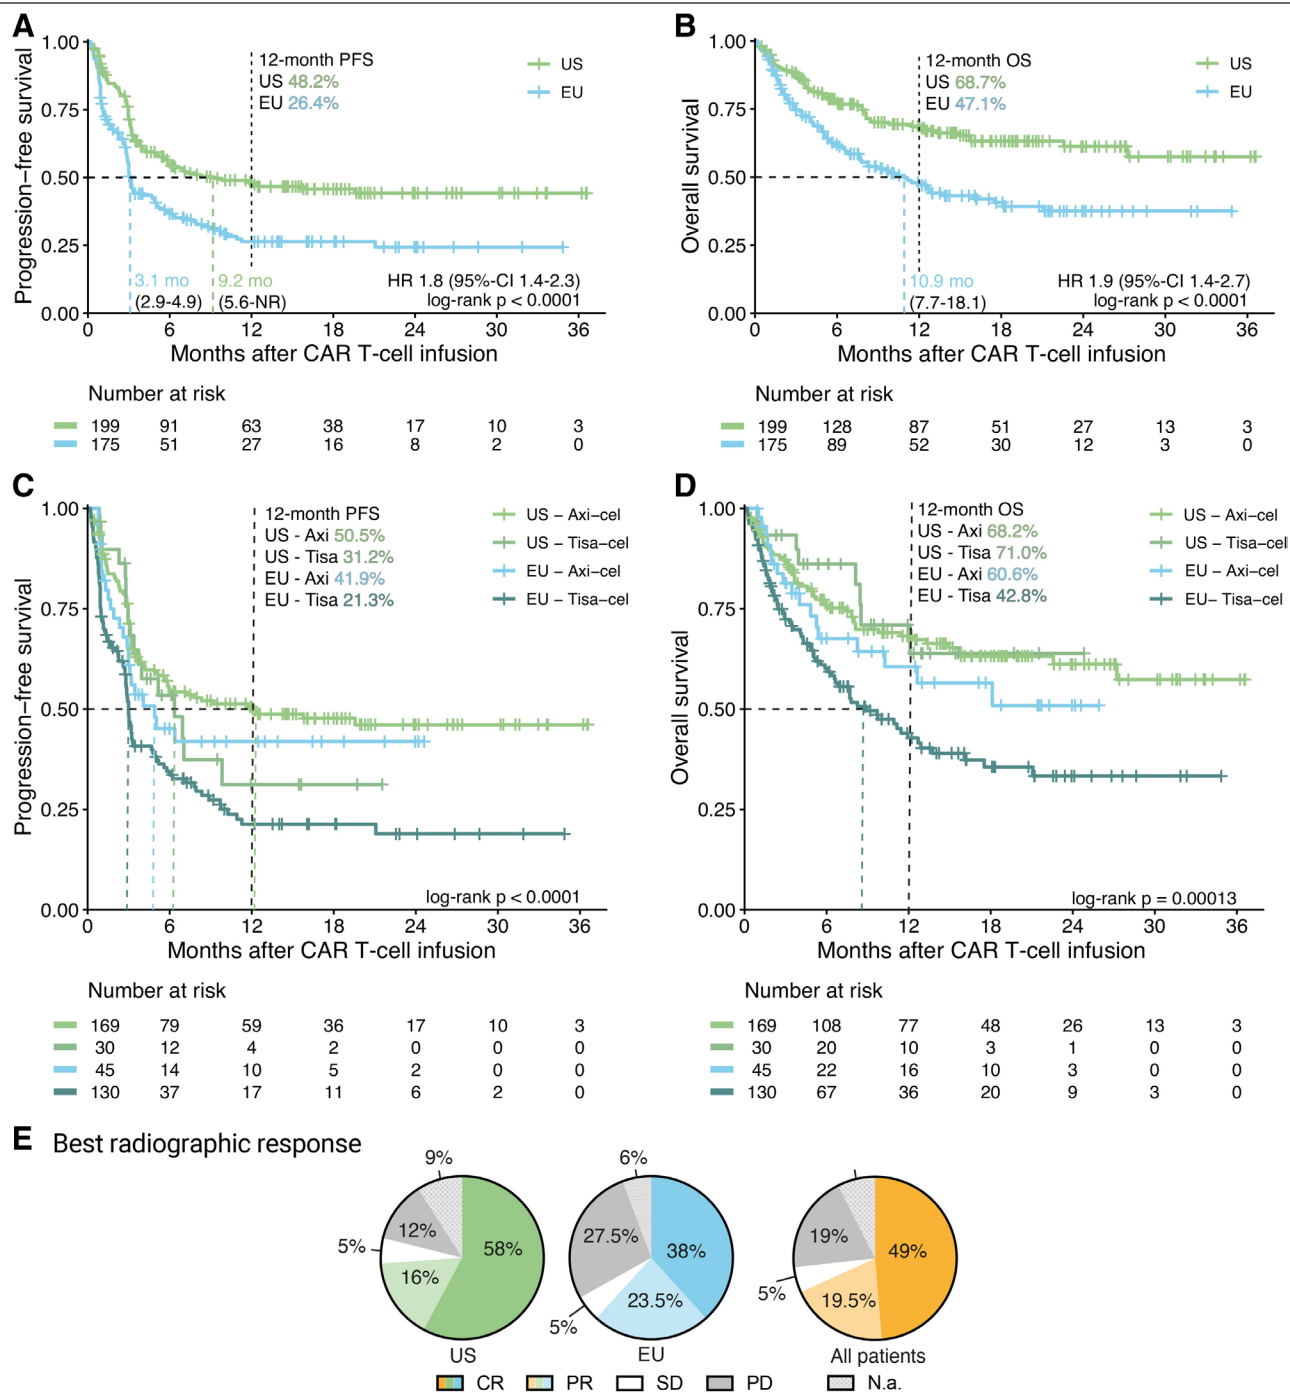 A
Progression–free survival
1.00
0.75
0.50
0.25
0.00
12-month PFS
US 48.2%
EU 26.4%
US
EU
3.1 mo
(2.9-4.9)
9.2 mo
(5.6-NR)
HR 1.8 (95%-CI 1.4-2.3)
log-rank p < 0.0001
0 6 12 18 24 30 36
Months after CAR T-cell infusion
Number at risk
199 91 63 38 17 10 3
175 51 27 16 8 2 0
B
Overall survival
1.00
0.75
0.50
0.25
0.00
12-month OS
US 68.7%
EU 47.1%
US
EU
10.9 mo
(7.7-18.1)
HR 1.9 (95%-CI 1.4-2.7)
log-rank p < 0.0001
0 6 12 18 24 30 36
Months after CAR T-cell infusion
Number at risk
199 128 87 51 27 13 3
175 89 52 30 12 3 0
C
Progression–free survival
1.00
0.75
0.50
0.25
0.00
12-month PFS
US - Axi 50.5%
US - Tisa 31.2%
EU - Axi 41.9%
EU - Tisa 21.3%
US – Axi–cel
US – Tisa–cel
EU – Axi–cel
EU – Tisa–cel
log-rank p < 0.0001
0 6 12 18 24 30 36
Months after CAR T-cell infusion
Number at risk
169 79 59 36 17 10 3
30 12 4 2 0 0 0
45 14 10 5 2 0 0
130 37 17 11 6 2 0
D
Overall survival
1.00
0.75
0.50
0.25
0.00
12-month OS
US - Axi 68.2%
US - Tisa 71.0%
EU - Axi 60.6%
EU - Tisa 42.8%
US – Axi–cel
US – Tisa–cel
EU – Axi–cel
EU– Tisa–cel
log-rank p = 0.00013
0 6 12 18 24 30 36
Months after CAR T-cell infusion
Number at risk
169 108 77 48 26 13 3
30 20 10 3 1 0 0
45 22 16 10 3 0 0
130 67 36 20 9 3 0
E Best radiographic response
9%
12%
5%
16%
58%
US
6%
27.5%
5%
23.5%
38%
EU
19%
5%
19.5%
49%
All patients
CR PR SD PD N.a.